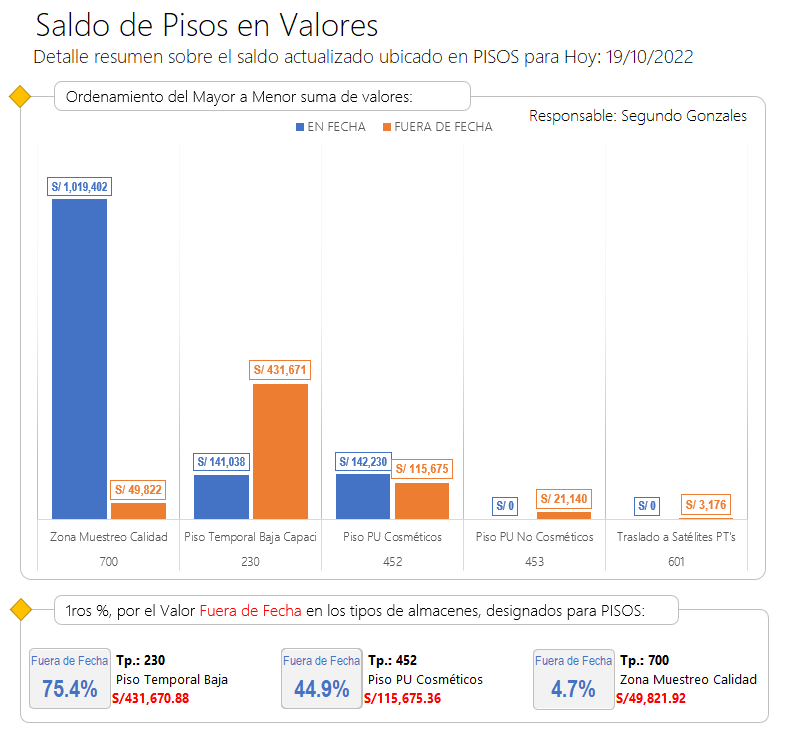 Saldo de Pisos en Valores
Detalle resumen sobre el saldo actualizado ubicado en PISOS para Hoy: 19/10/2022
Ordenamiento del Mayor a Menor suma de valores:
Responsable: Segundo Gonzales
EN FECHA FUERA DE FECHA
S/ 1,019,402
S/ 49,822
S/ 141,038
S/ 431,671
S/ 142,230
S/ 115,675
S/ 0
S/ 21,140
S/ 0
S/ 3,176
Zona Muestreo Calidad Piso Temporal Baja Capaci Piso PU Cosméticos Piso PU No Cosméticos Traslado a Satélites PT's
700 230 452 453 601
1ros %, por el Valor Fuera de Fecha en los tipos de almacenes, designados para PISOS:
Fuera de Fecha
75.4%
Tp.: 230
Piso Temporal Baja
S/431,670.88
Fuera de Fecha
44.9%
Tp.: 452
Piso PU Cosméticos
S/115,675.36
Fuera de Fecha
4.7%
Tp.: 700
Zona Muestreo Calidad
S/49,821.92